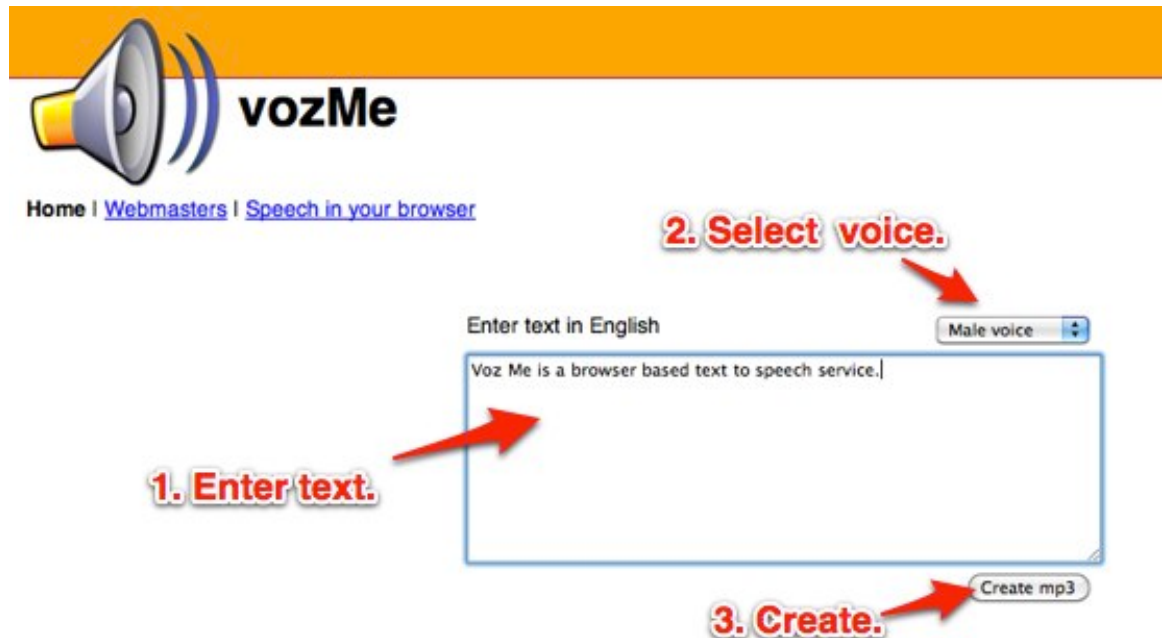 vozMe
Home | Webmasters | Speech in your browser
2. Select voice.
Enter text in English
Male voice
Voz Me is a browser based text to speech service.
1. Enter text.
Create mp3
3. Create.